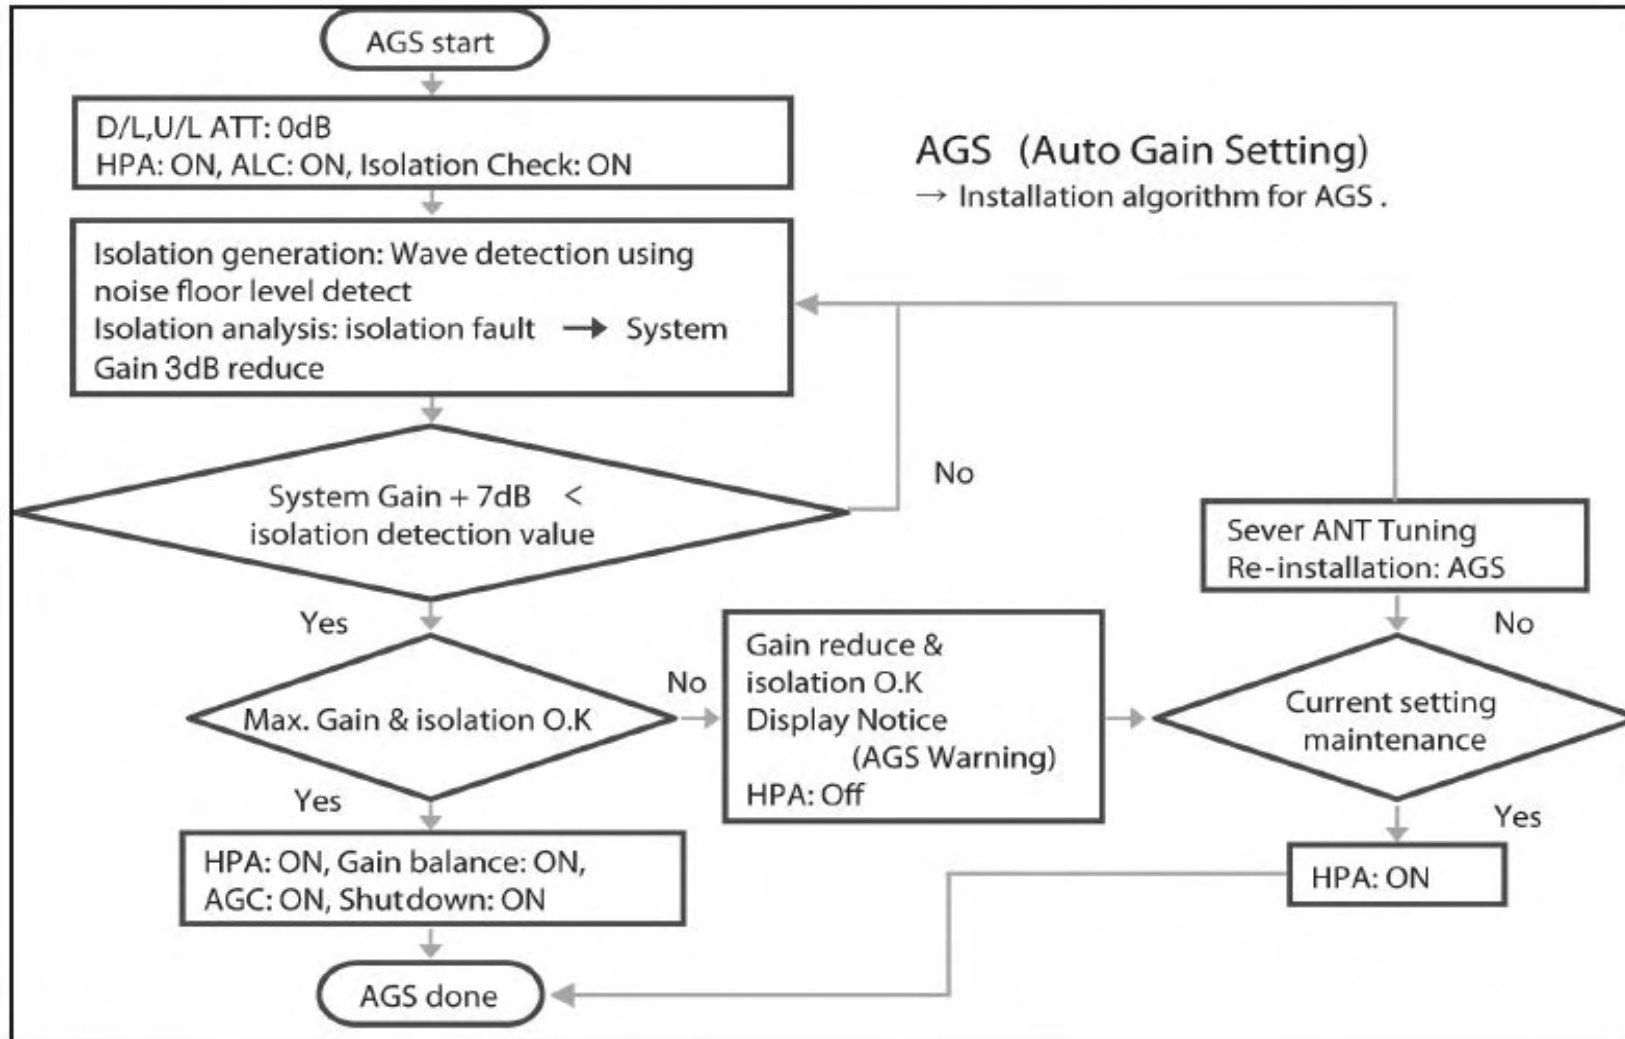 AGS start
D/L,U/L ATT: 0dB
HPA: ON, ALC: ON, Isolation Check: ON
AGS (Auto Gain Setting)
→ Installation algorithm for AGS .
Isolation generation: Wave detection using
noise floor level detect
Isolation analysis: isolation fault → System
Gain 3dB reduce
System Gain + 7dB <
isolation detection value
No
Yes
Max. Gain & isolation O.K
No
Yes
Gain reduce &
isolation O.K
Display Notice
(AGS Warning)
HPA: Off
Sever ANT Tuning
Re-installation: AGS
No
Current setting
maintenance
Yes
HPA: ON
HPA: ON, Gain balance: ON,
AGC: ON, Shutdown: ON
AGS done